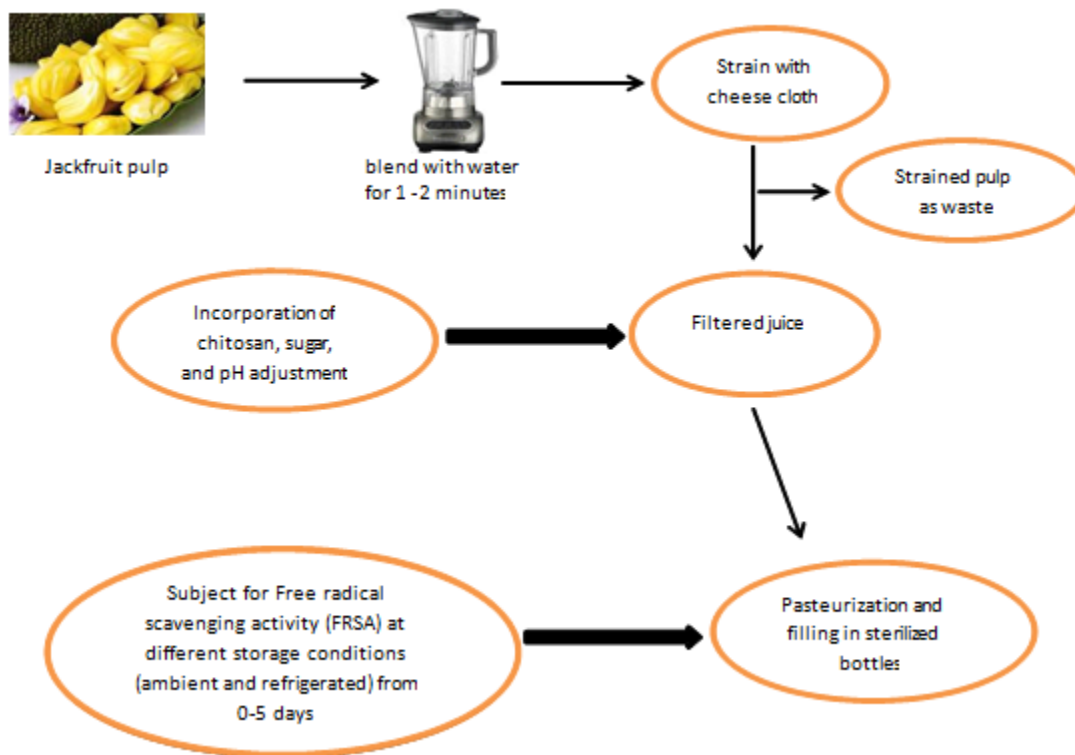 Jackfruit pulp
blend with water
for 1 -2 minutes
Strain with
cheese cloth
Strained pulp
as waste
Incorporation of
chitosan, sugar,
and pH adjustment
Filtered juice
Subject for Free radical
scavenging activity (FRSA) at
different storage conditions
(ambient and refrigerated) from
0-5 days
Pasteurization and
filling in sterilized
bottles